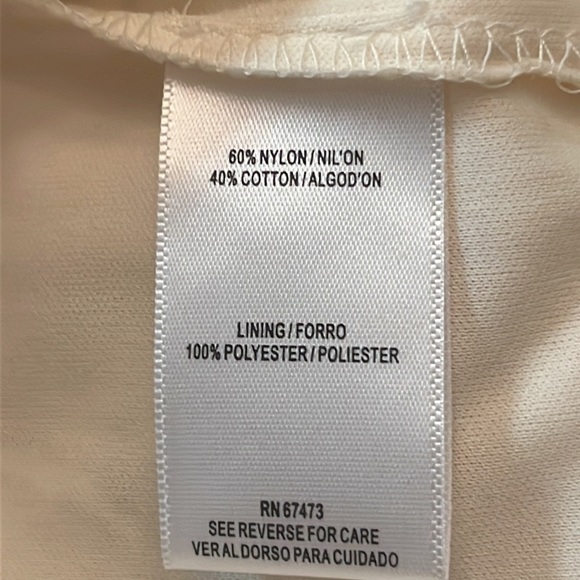 60% NYLON/NIL'ON
40% COTTON/ALGOD'ON
LINING/FORRO
100% POLYESTER/POLIESTER
RN 67473
SEE REVERSE FOR CARE
VER AL DORSO PARA CUIDADO